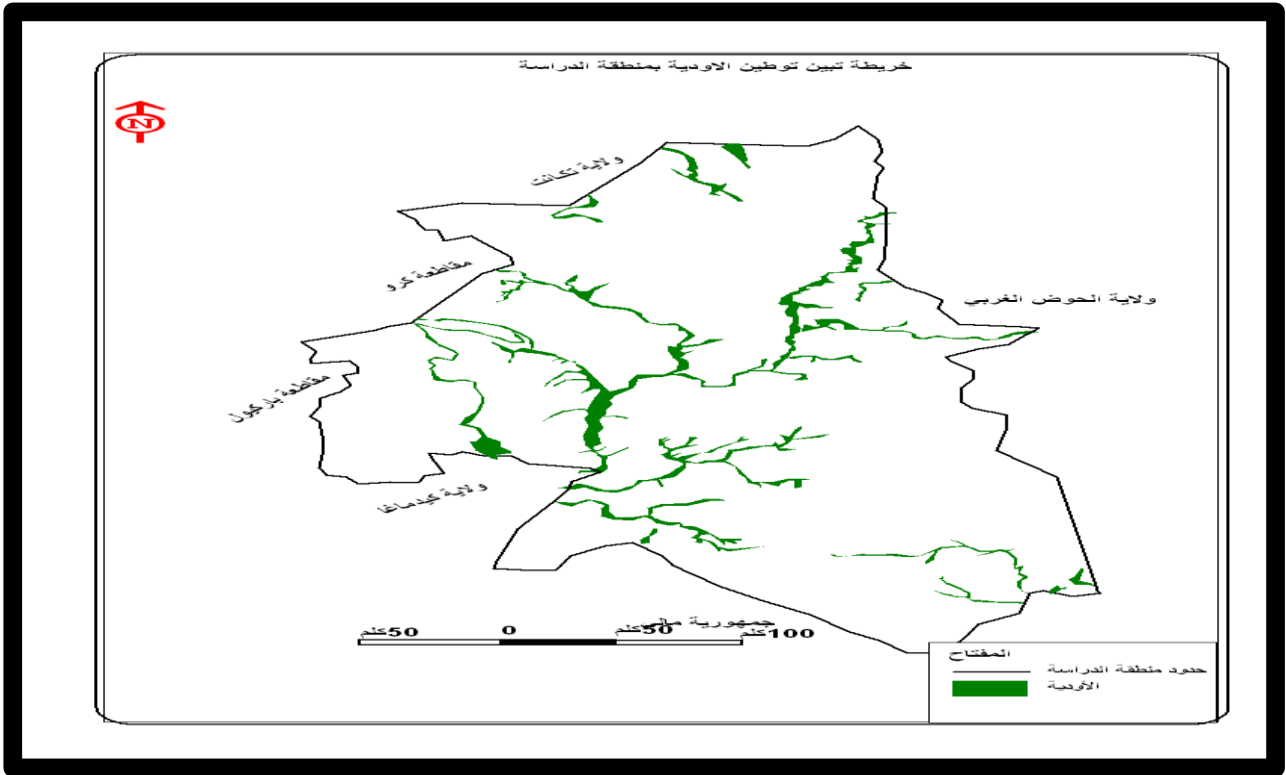 خريطة تبين توطين الاودية بمنطقة الدراسة
N
ولاية تكانت
مقاطعة كرو
ولاية الحوض الغربي
مقاطعة باركيول
ولاية كيدماغا
جمهورية مالي
50كلم 0 50كلم 100كلم
المفتاح
حدود منطقة الدراسة
الأودية